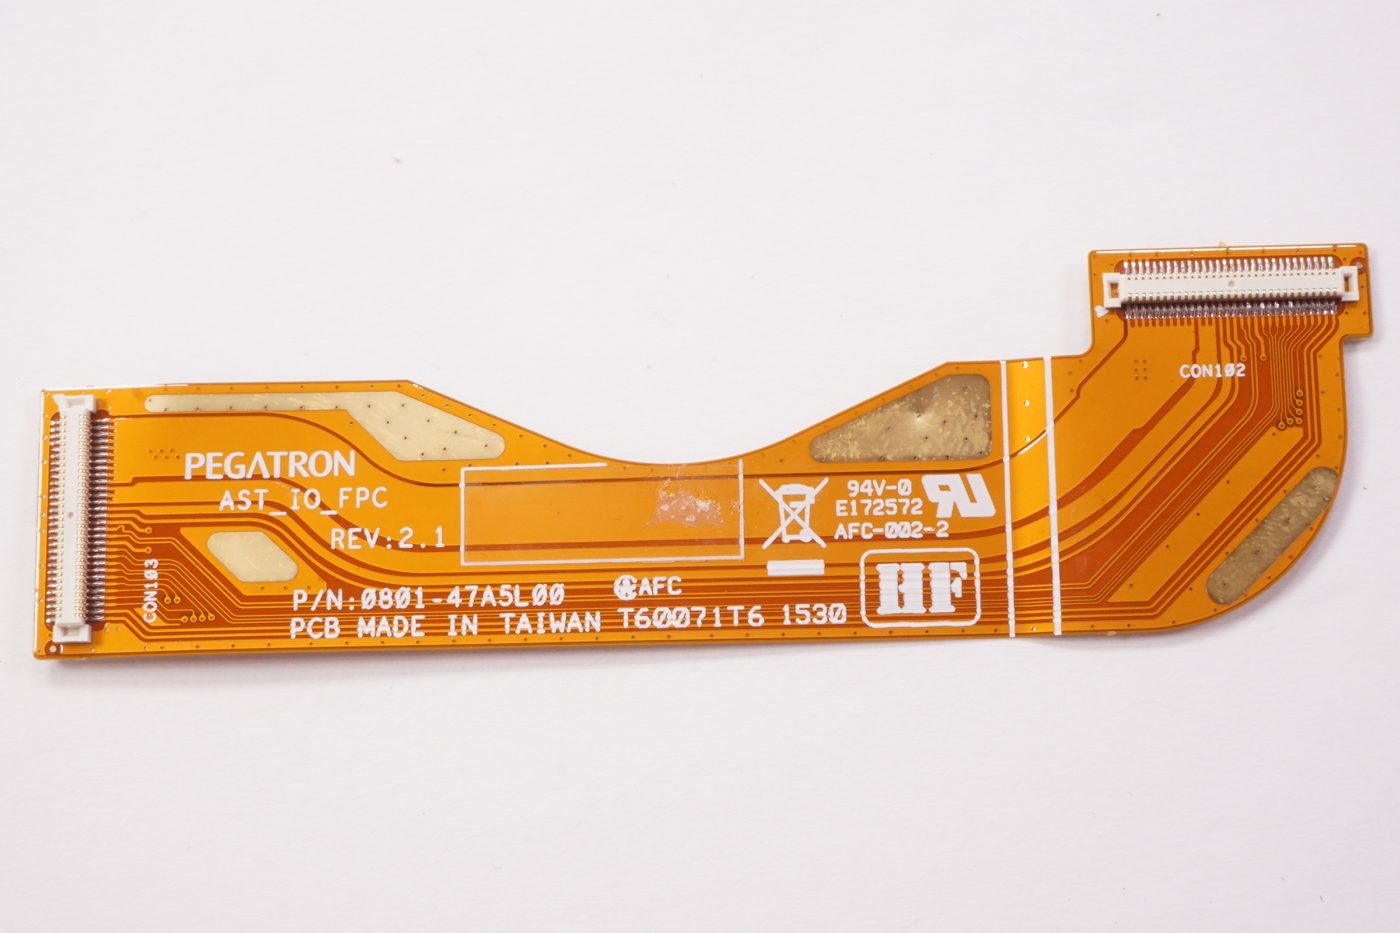 CON102
PEGATRON
AST_IO_FPC
REV:2.1
94V-0
E172572
AFC-002-2
RU
CON103
P/N:0801-47A5L00
AFC
HF
PCB MADE IN TAIWAN T60071T6 1530